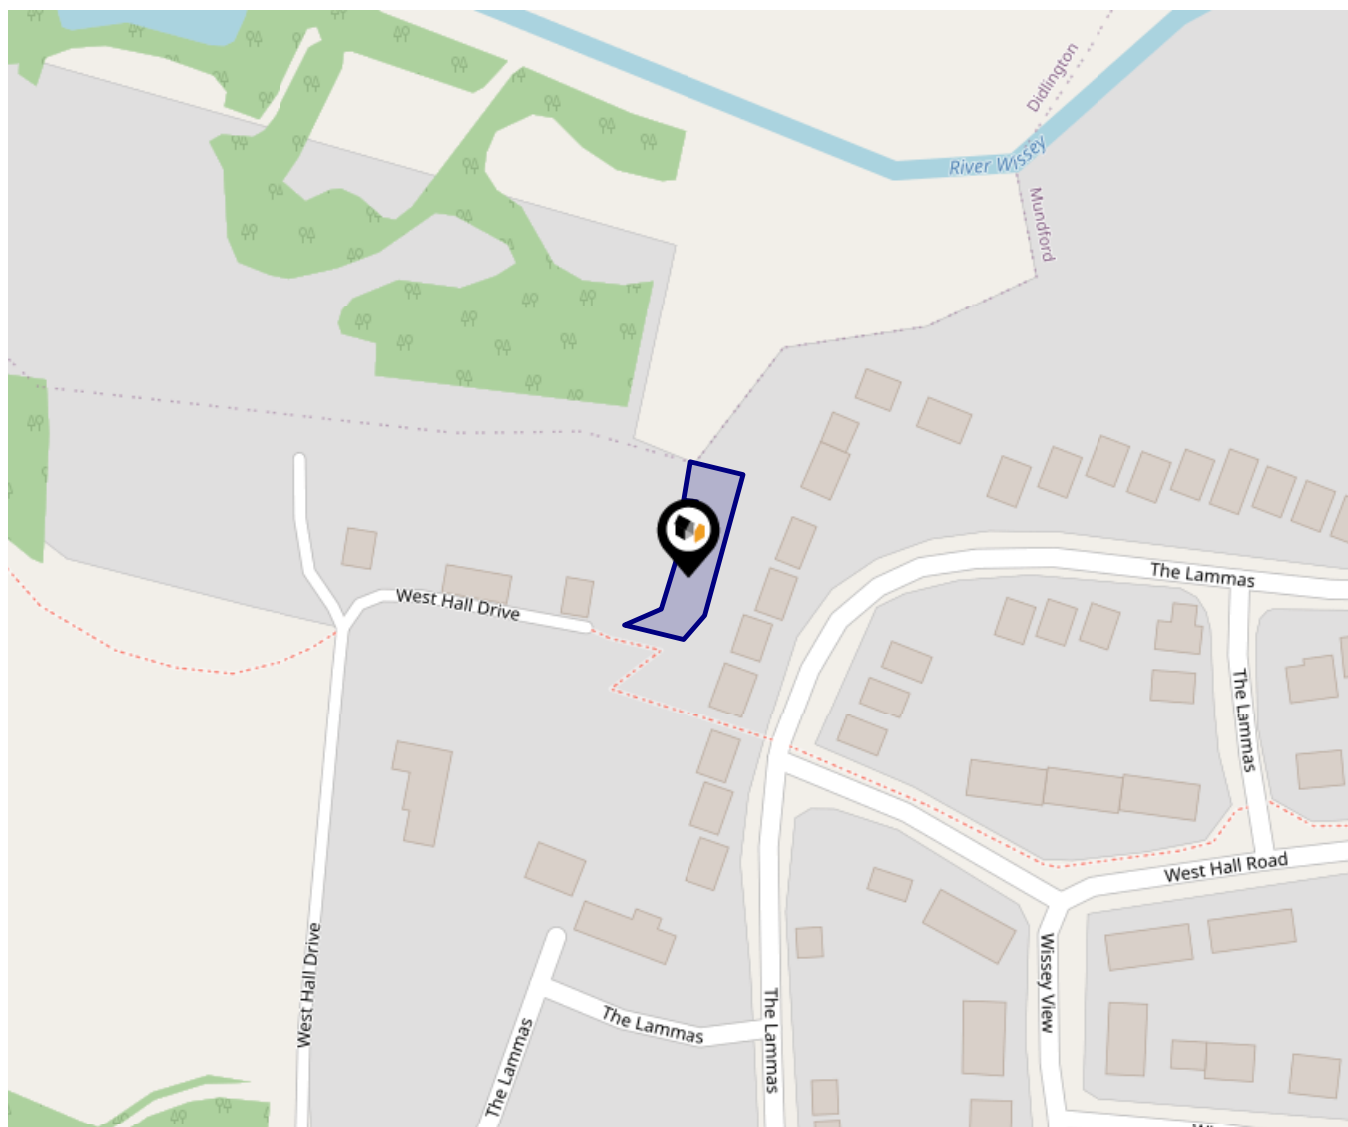 Didlington
River Wissey
Mundford
The Lammas
West Hall Drive
The Lammas
West Hall Road
West Hall Drive
Wissey View
The Lammas
The Lammas
The Lammas